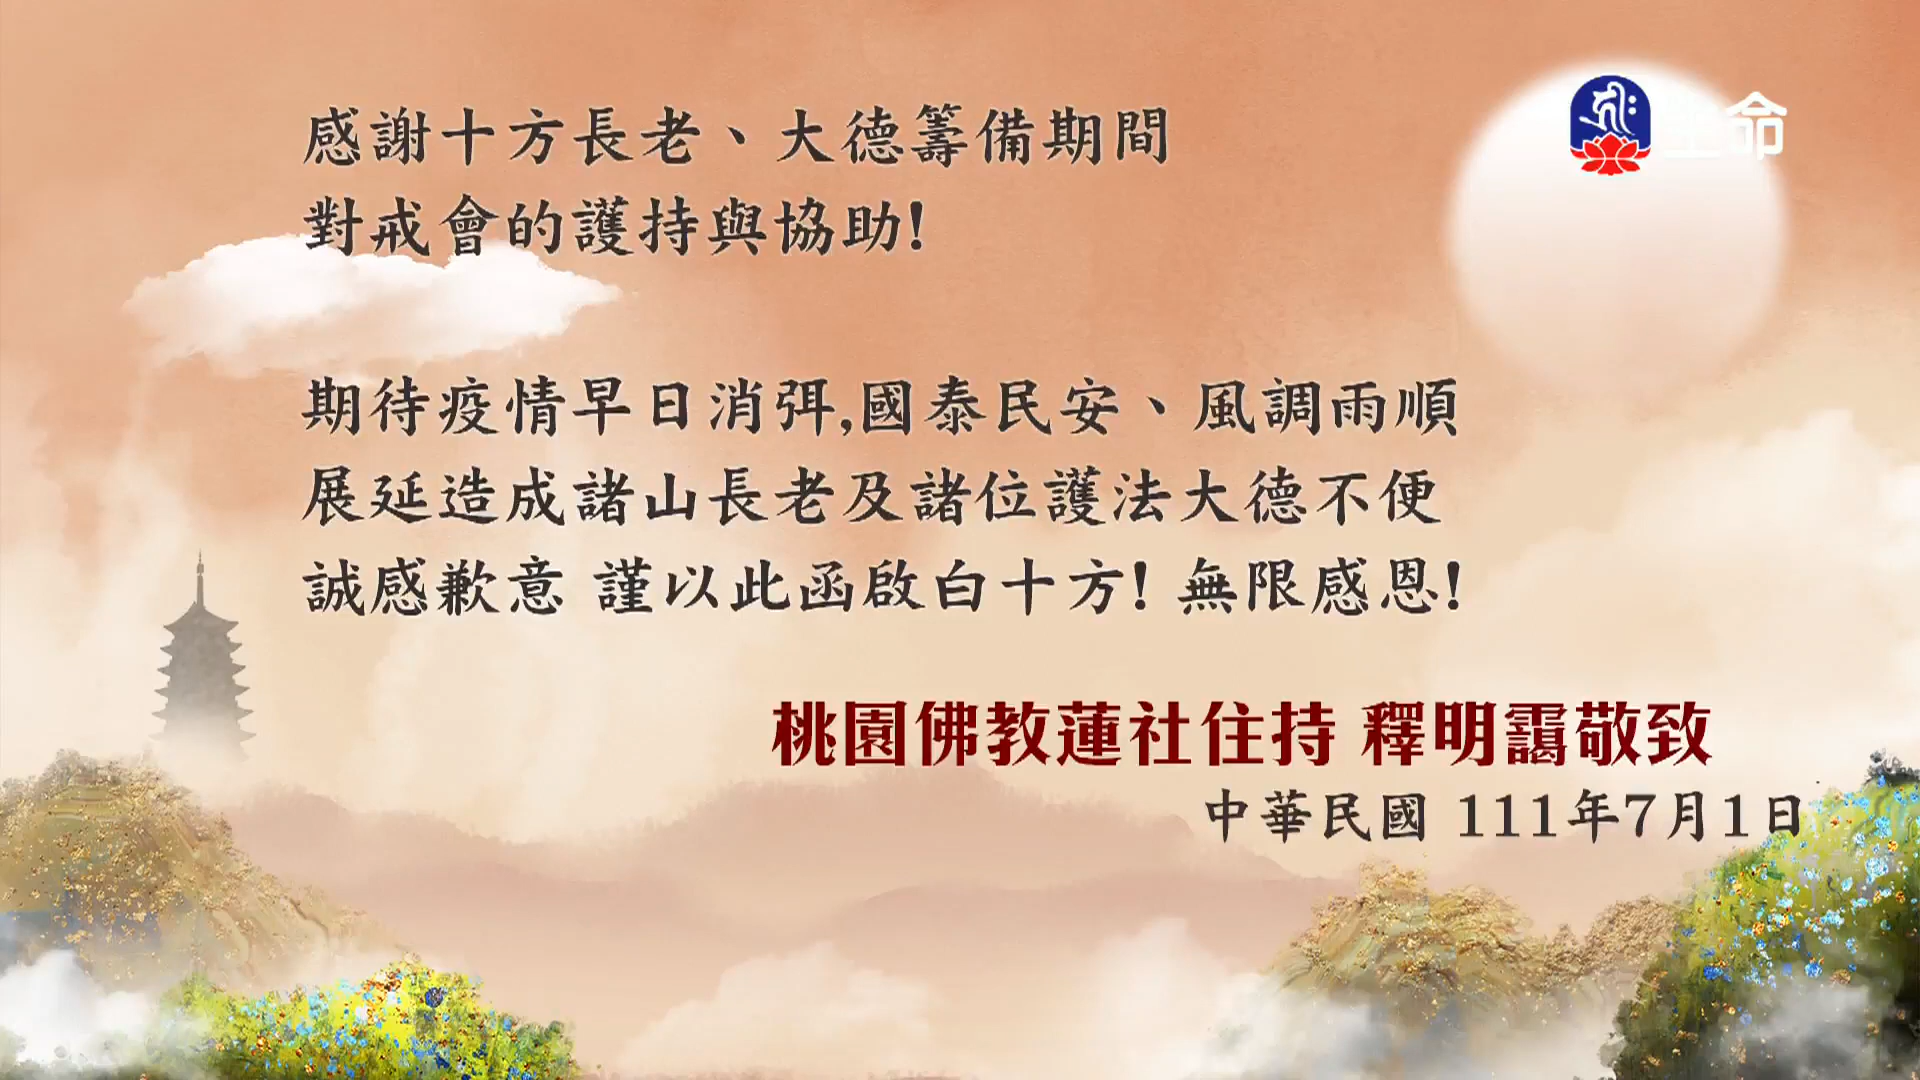 生命
感謝十方長老、大德籌備期間
對戒會的護持與協助!
期待疫情早日消弭,國泰民安、風調雨順
展延造成諸山長老及諸位護法大德不便
誠感歉意 謹以此函啟白十方! 無限感恩!
桃園佛教蓮社住持 釋明靄敬致
中華民國 111年7月1日